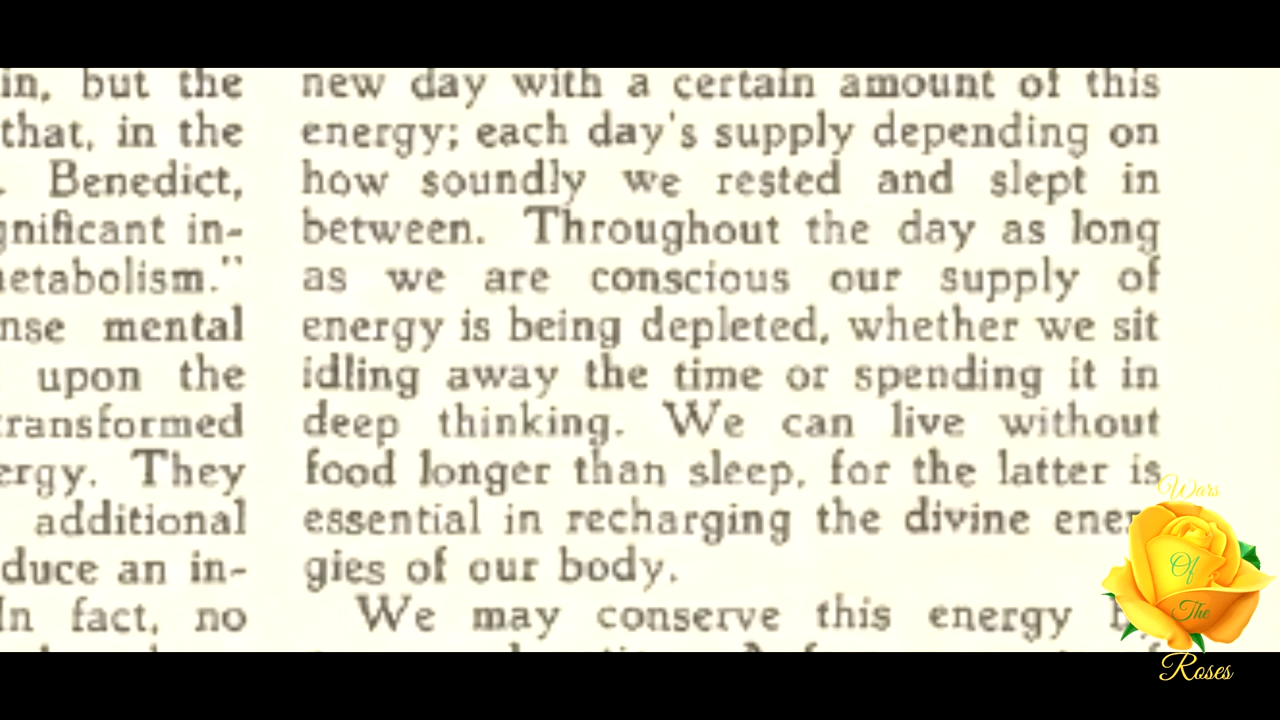 in, but the
that, in the
. Benedict,
gnificant in-
etabolism."
nse mental
upon the
transformed
ergy. They
additional
duce an in-
In fact, no
new day with a certain amount of this
energy; each day's supply depending on
how soundly we rested and slept in
between. Throughout the day as long
as we are conscious our supply of
energy is being depleted, whether we sit
idling away the time or spending it in
deep thinking. We can live without
food longer than sleep, for the latter is
essential in recharging the divine ener
gies of our body.
We may conserve this energy
Wars
Of
The
Roses